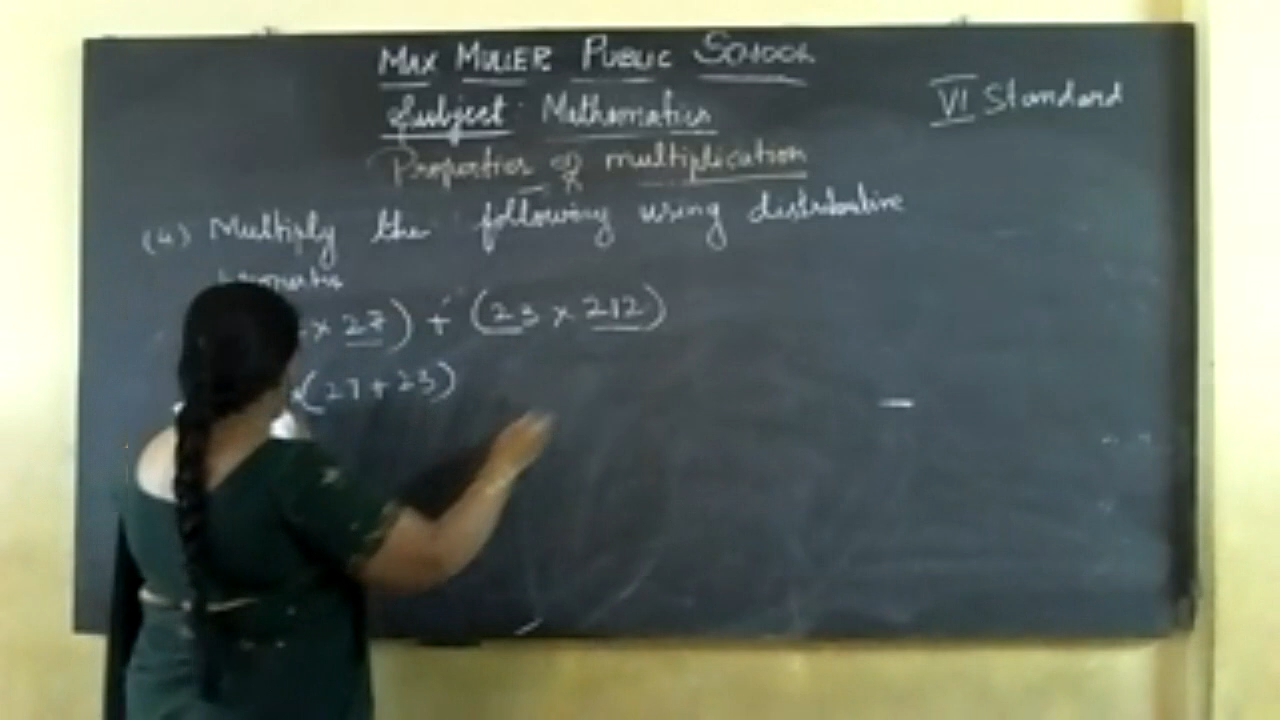 MAX MULLER PUBLIC SCHOOL
Subject: Mathematics
VI Standard
Properties of multiplication
(4) Multiply the following using distributive
× 27) + (23 × 212)
×(27+23)